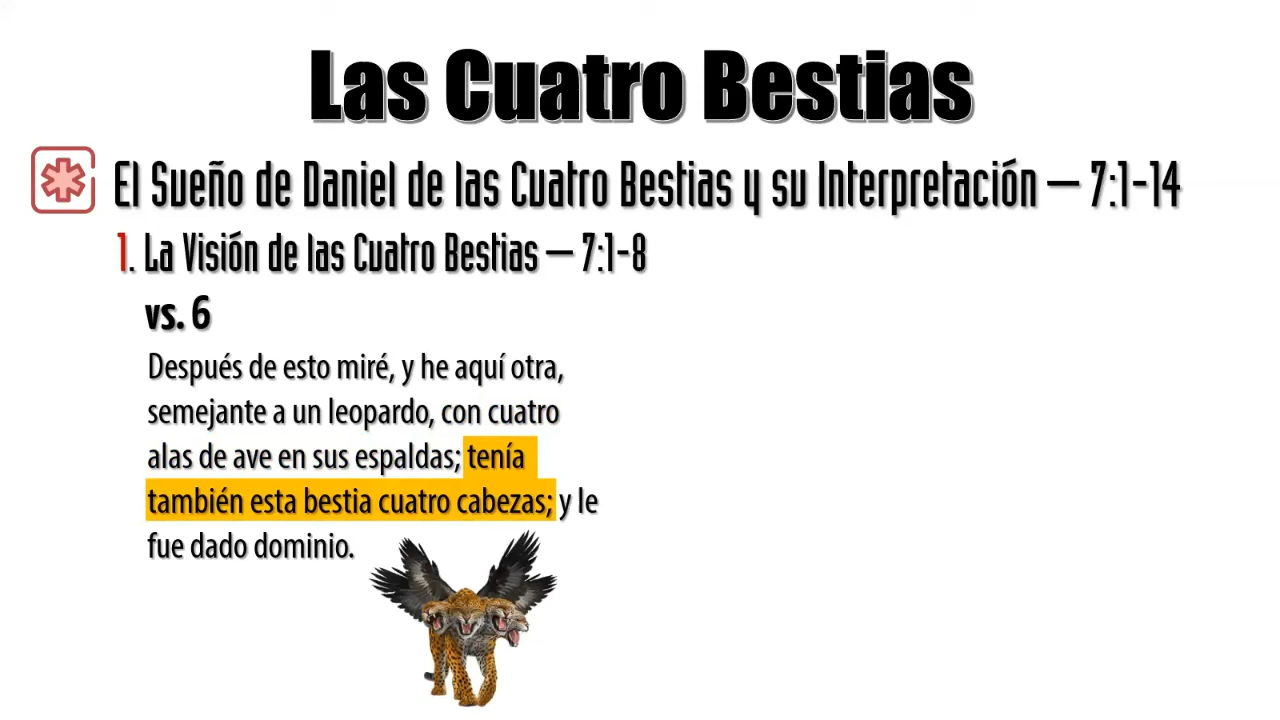 Las Cuatro Bestias
El Sueño de Daniel de las Cuatro Bestias y su Interpretación — 7:1-14
1. La Visión de las Cuatro Bestias — 7:1-8
vs. 6
Después de esto miré, y he aquí otra,
semejante a un leopardo, con cuatro
alas de ave en sus espaldas; tenía
también esta bestia cuatro cabezas; y le
fue dado dominio.